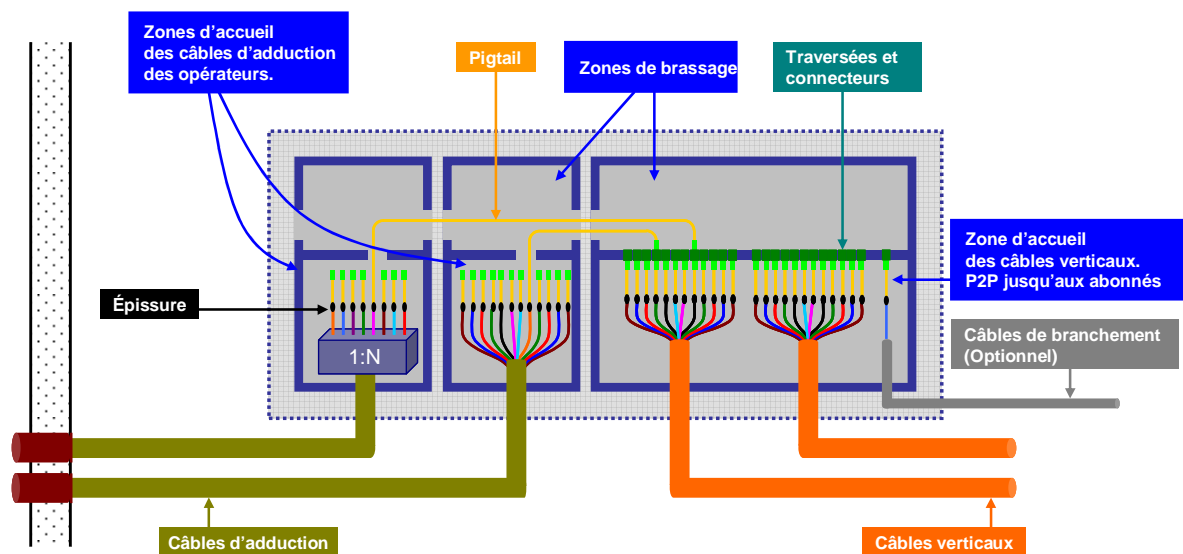 Zones d’accueil
des câbles d’adduction
des opérateurs.
Pigtail
Zones de brassage
Traversées et
connecteurs
Zone d’accueil
des câbles verticaux.
P2P jusqu’aux abonnés
Épissure
1:N
Câbles de branchement
(Optionnel)
Câbles d’adduction
Câbles verticaux